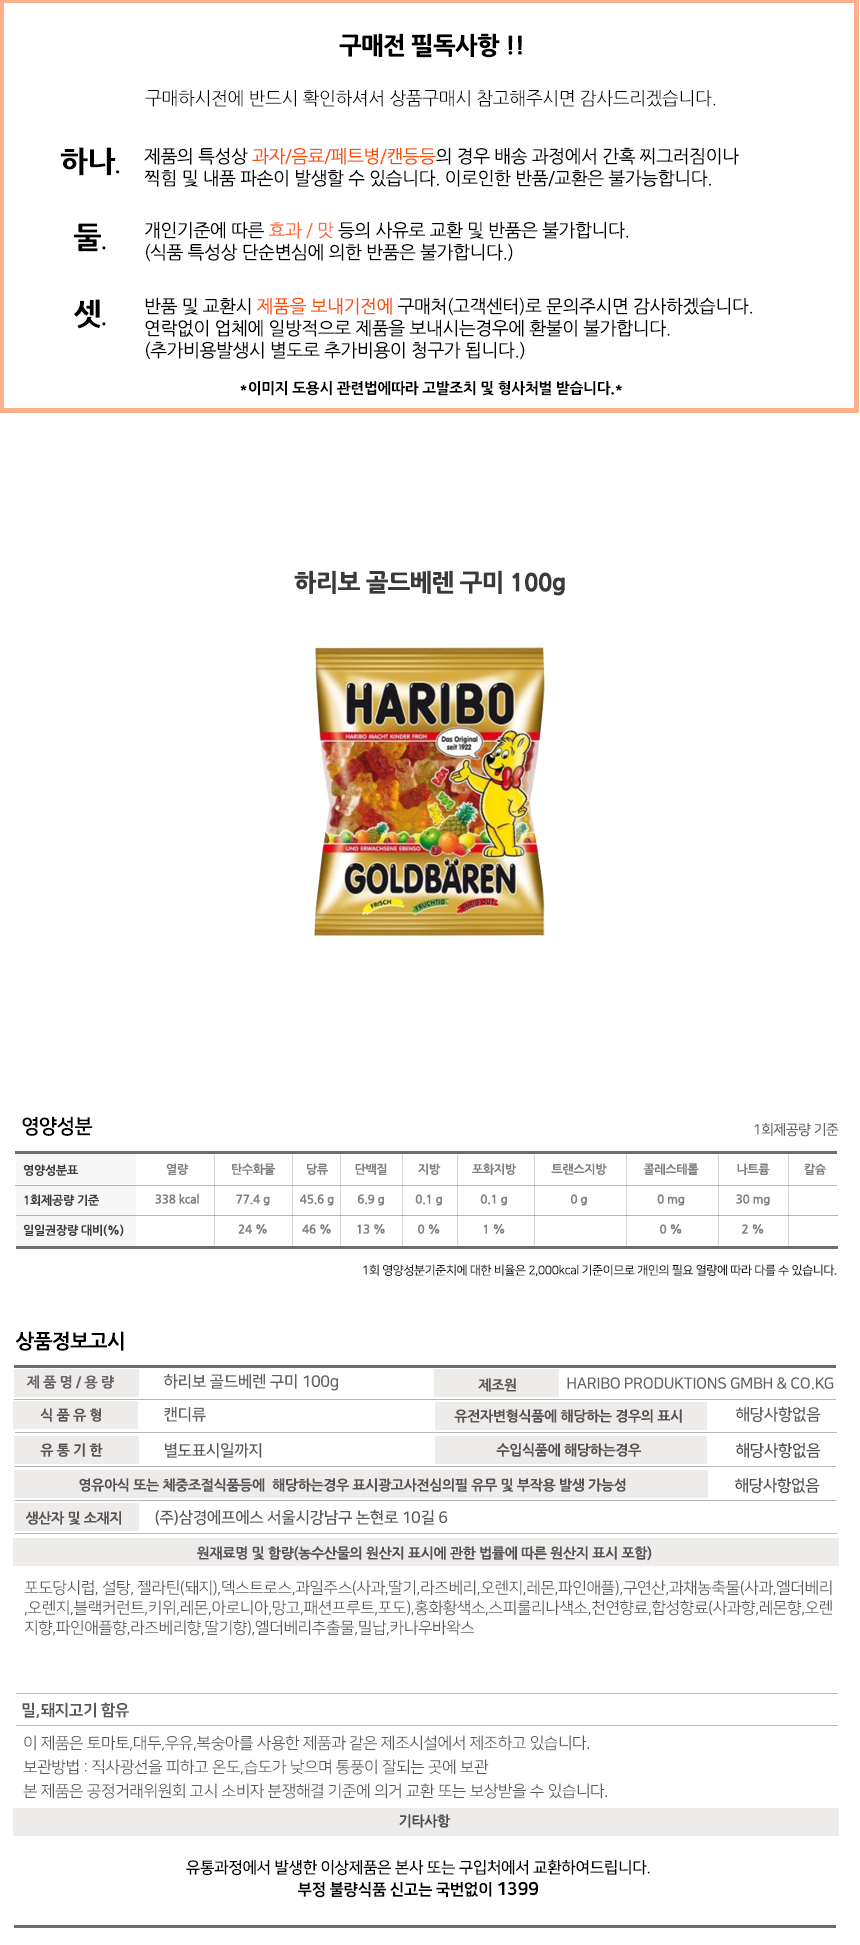 구매전 필독사항 !!
구매하시전에 반드시 확인하셔서 상품구매시 참고해주시면 감사드리겠습니다.
하나. 제품의 특성상 과자/음료/페트병/캔등등의 경우 배송 과정에서 간혹 찌그러짐이나
찍힘 및 내품 파손이 발생할 수 있습니다. 이로인한 반품/교환은 불가능합니다.
둘. 개인기준에 따른 효과 / 맛 등의 사유로 교환 및 반품은 불가합니다.
(식품 특성상 단순변심에 의한 반품은 불가합니다.)
셋. 반품 및 교환시 제품을 보내기전에 구매처(고객센터)로 문의주시면 감사하겠습니다.
연락없이 업체에 일방적으로 제품을 보내시는경우에 환불이 불가합니다.
(추가비용발생시 별도로 추가비용이 청구가 됩니다.)
*이미지 도용시 관련법에따라 고발조치 및 형사처벌 받습니다.*
하리보 골드베렌 구미 100g
HARIBO
HARIBO MACHT KINDER FROH
Das Original
seit 1922
UND ERWACHSENE EBENSO
GOLDBÄREN
FRISCH FRUCHTIG
영양성분 1회제공량 기준
영양성분표 열량 탄수화물 당류 단백질 지방 포화지방 트랜스지방 콜레스테롤 나트륨 칼슘
1회제공량 기준 338 kcal 77.4 g 45.6 g 6.9 g 0.1 g 0.1 g 0 g 0 mg 30 mg
일일권장량 대비(%) 24 % 46 % 13 % 0 % 1 % 0 % 2 %
1회 영양성분기준치에 대한 비율은 2,000kcal 기준이므로 개인의 필요 열량에 따라 다를 수 있습니다.
상품정보고시
제 품 명 / 용 량 하리보 골드베렌 구미 100g 제조원 HARIBO PRODUKTIONS GMBH & CO.KG
식 품 유 형 캔디류 유전자변형식품에 해당하는 경우의 표시 해당사항없음
유 통 기 한 별도표시일까지 수입식품에 해당하는경우 해당사항없음
영유아식 또는 체중조절식품등에 해당하는경우 표시광고사전심의필 유무 및 부작용 발생 가능성 해당사항없음
생산자 및 소재지 (주)삼경에프에스 서울시강남구 논현로 10길 6
원재료명 및 함량(농수산물의 원산지 표시에 관한 법률에 따른 원산지 표시 포함)
포도당시럽, 설탕, 젤라틴(돼지),덱스트로스,과일주스(사과,딸기,라즈베리,오렌지,레몬,파인애플),구연산,과채농축물(사과,엘더베리
,오렌지,블랙커런트,키위,레몬,아로니아,망고,패션프루트,포도),홍화황색소,스피룰리나색소,천연향료,합성향료(사과향,레몬향,오렌
지향,파인애플향,라즈베리향,딸기향),엘더베리추출물,밀납,카나우바왁스
밀,돼지고기 함유
이 제품은 토마토,대두,우유,복숭아를 사용한 제품과 같은 제조시설에서 제조하고 있습니다.
보관방법 : 직사광선을 피하고 온도,습도가 낮으며 통풍이 잘되는 곳에 보관
본 제품은 공정거래위원회 고시 소비자 분쟁해결 기준에 의거 교환 또는 보상받을 수 있습니다.
기타사항
유통과정에서 발생한 이상제품은 본사 또는 구입처에서 교환하여드립니다.
부정 불량식품 신고는 국번없이 1399